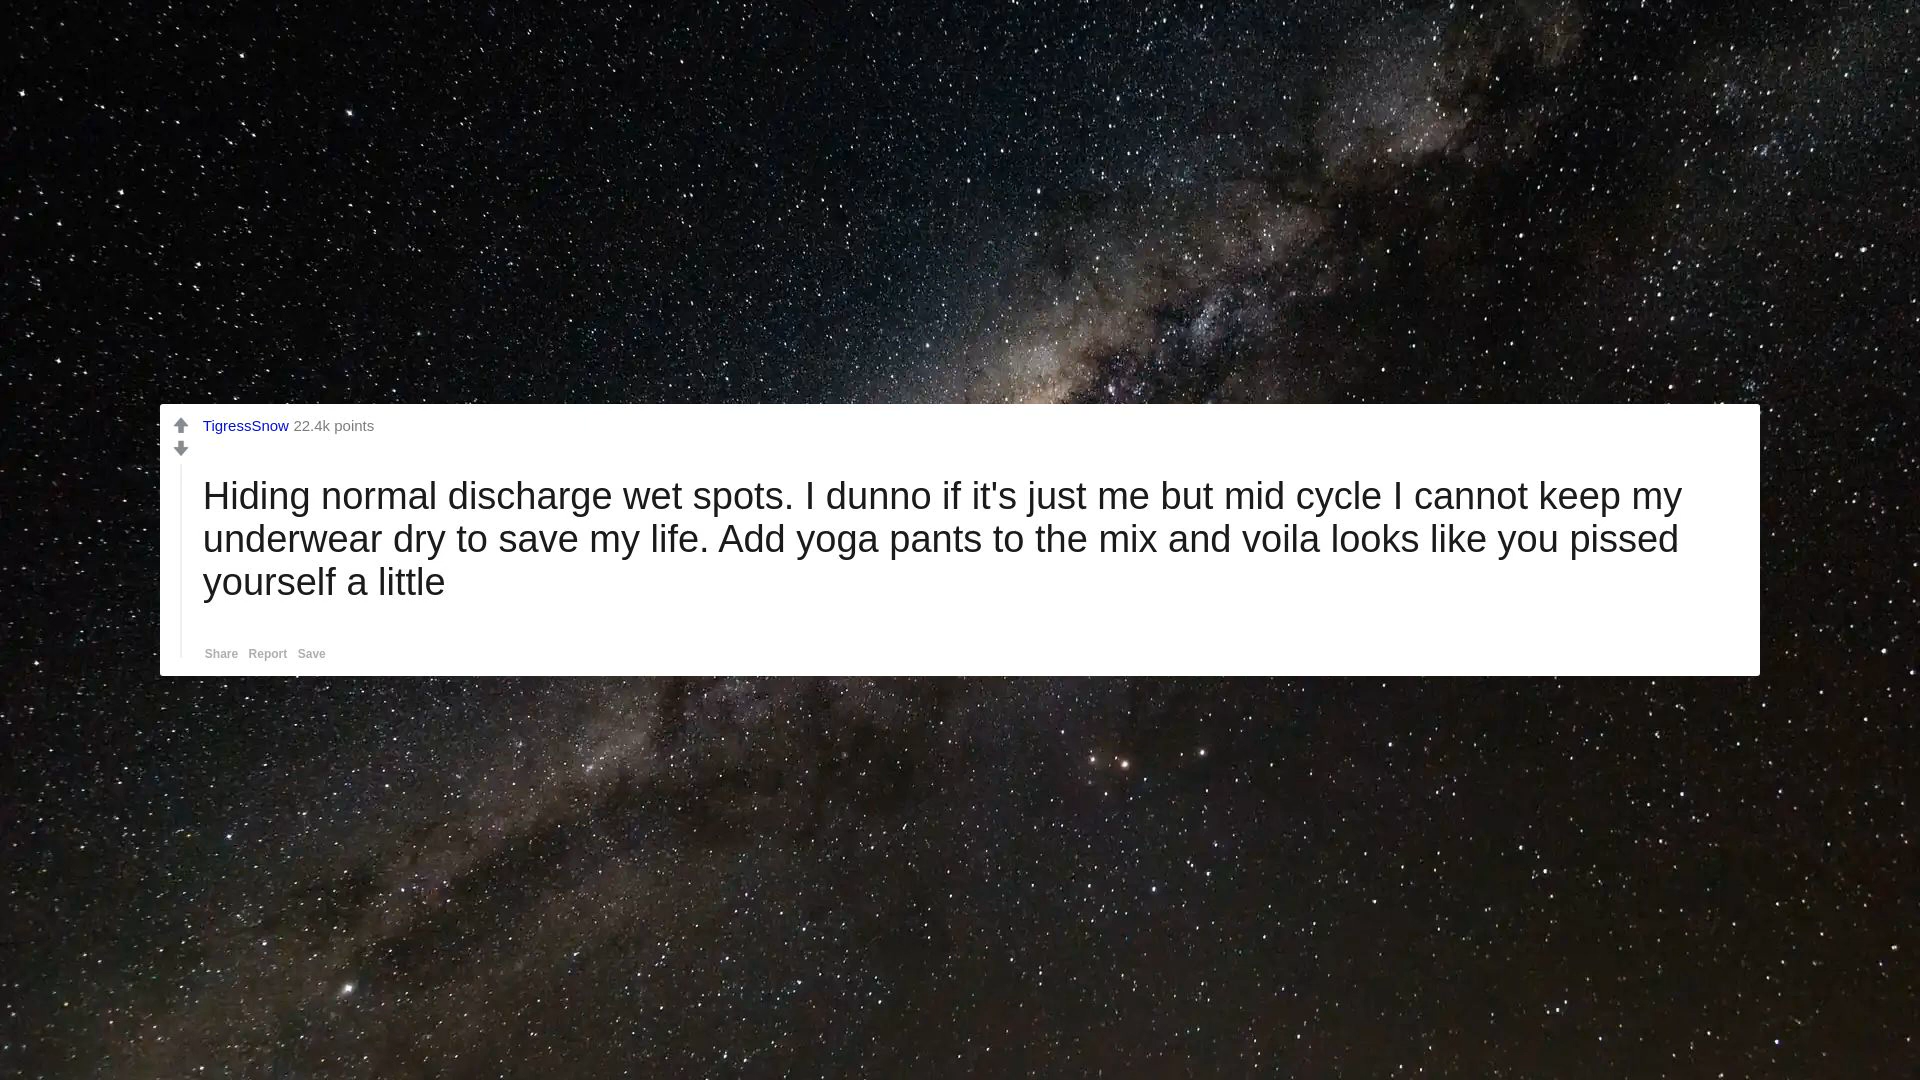 TigressSnow 22.4k points
Hiding normal discharge wet spots. I dunno if it's just me but mid cycle I cannot keep my
underwear dry to save my life. Add yoga pants to the mix and voila looks like you pissed
yourself a little
Share Report Save